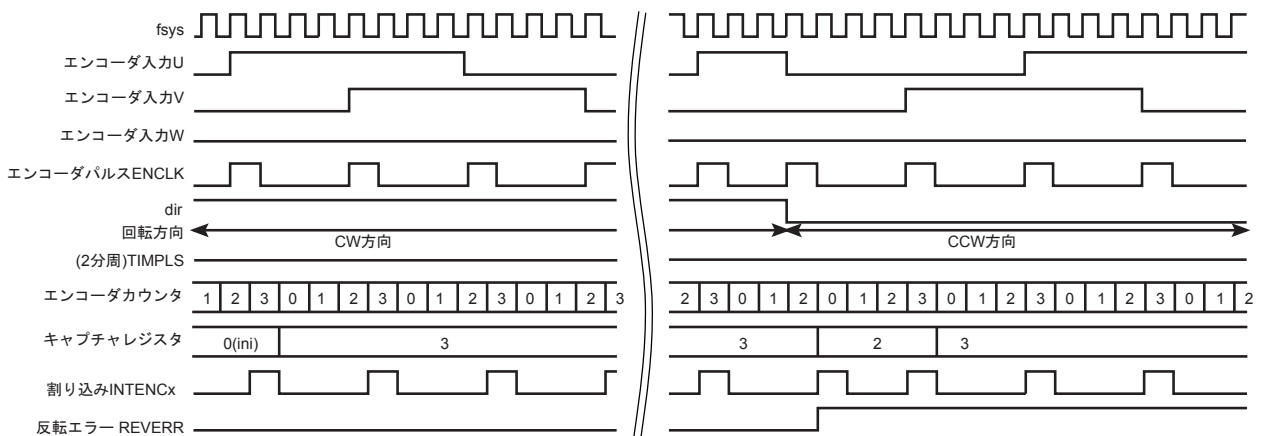 fsys
エンコーダ入力U
エンコーダ入力V
エンコーダ入力W
エンコーダパルスENCLK
dir
回転方向 CW方向 CCW方向
(2分周)TIMPLS
エンコーダカウンタ 1 2 3 0 1 2 3 0 1 2 3 0 1 2 3 2 3 0 1 2 0 1 2 3 0 1 2 3 0 1 2 3 0 1 2
キャプチャレジスタ 0(ini) 3 3 2 3
割り込みINTENCx
反転エラー REVERR